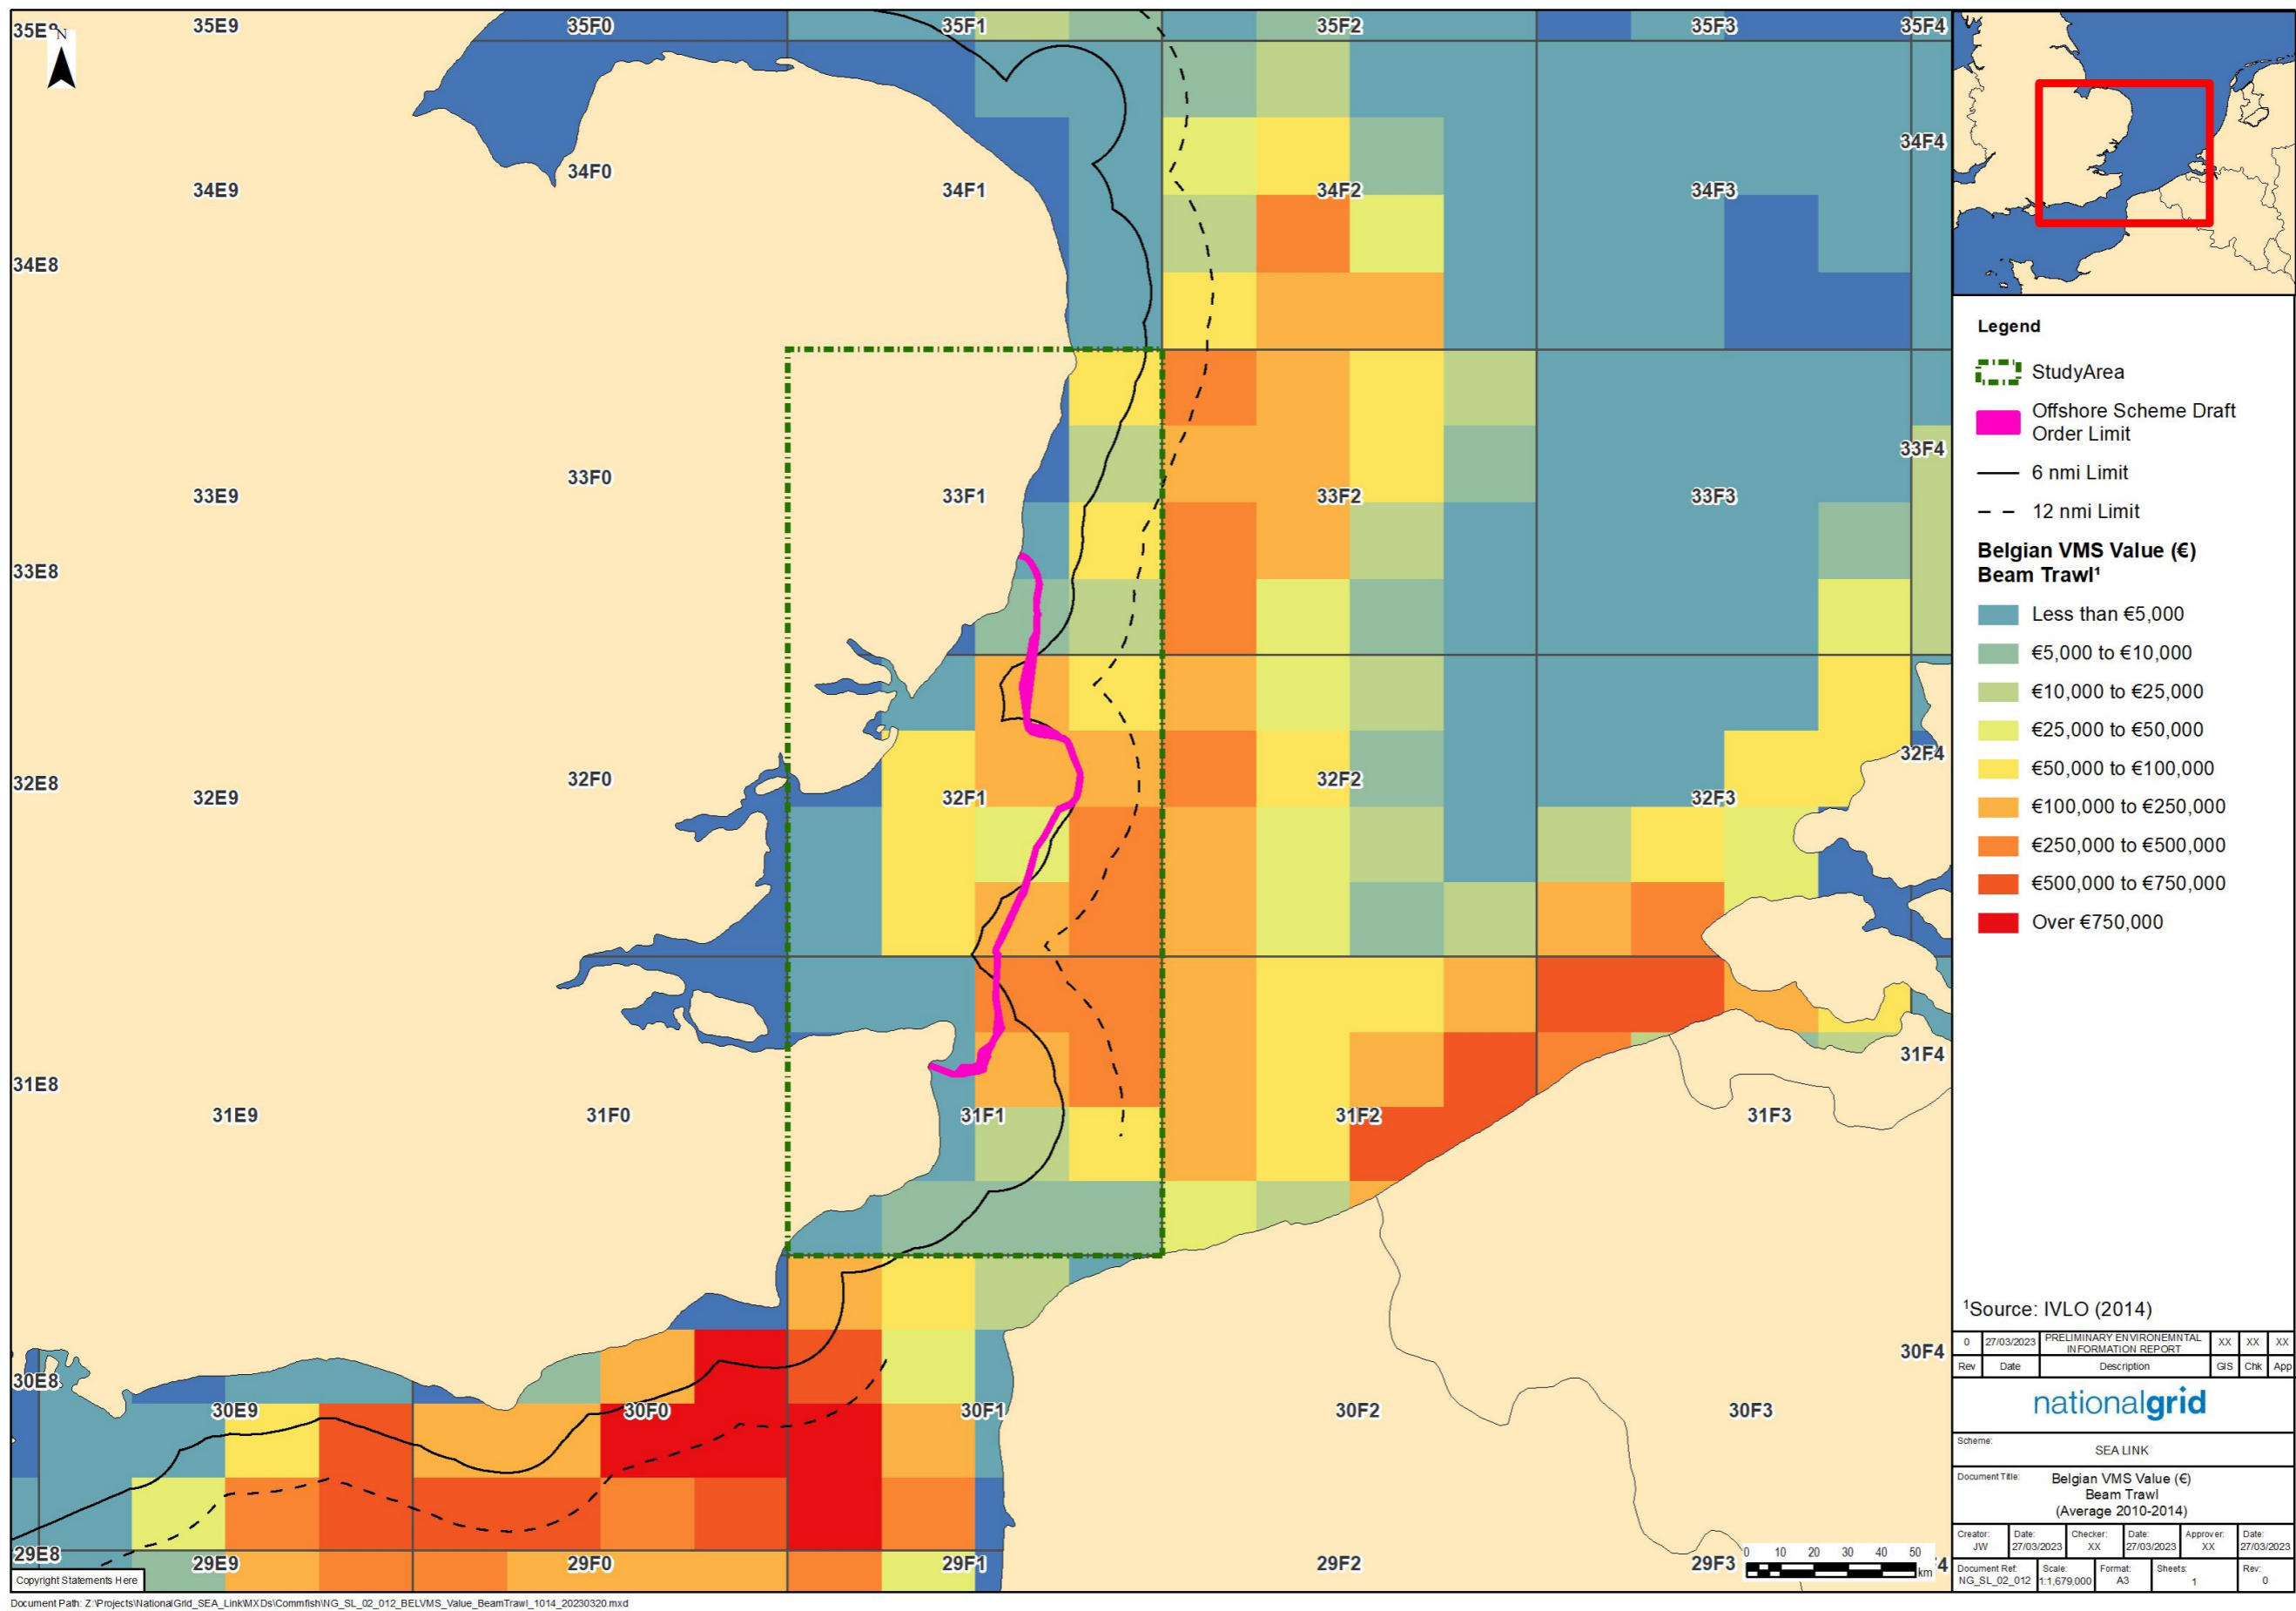 35E9
N
35E9
35F0
35F1
35F2
35F3
35F4
34F4
34E9
34F0
34F1
34F2
34F3
34E8
33F4
33E9
33F0
33F1
33F2
33F3
33E8
32F4
32E8
32E9
32F0
32F1
32F2
32F3
31F4
31E8
31E9
31F0
31F1
31F2
31F3
30F4
30E8
30E9
30F0
30F1
30F2
30F3
29E8
29E9
29F0
29F1
29F2
29F3
4
0 10 20 30 40 50
km
Copyright Statements Here
Document Path: Z:\Projects\NationalGrid_SEA_Link\MXDs\Commfish\NG_SL_02_012_BELVMS_Value_BeamTrawl_1014_20230320.mxd
Legend
StudyArea
Offshore Scheme Draft
Order Limit
6 nmi Limit
12 nmi Limit
Belgian VMS Value (€)
Beam Trawl¹
Less than €5,000
€5,000 to €10,000
€10,000 to €25,000
€25,000 to €50,000
€50,000 to €100,000
€100,000 to €250,000
€250,000 to €500,000
€500,000 to €750,000
Over €750,000
¹Source: IVLO (2014)
0 27/03/2023 PRELIMINARY ENVIRONEMNTAL INFORMATION REPORT XX XX XX
Rev Date Description GIS Chk App
nationalgrid
Scheme:
SEA LINK
Document Title:
Belgian VMS Value (€)
Beam Trawl
(Average 2010-2014)
Creator: Date: Checker: Date: Approver: Date:
JW 27/03/2023 XX 27/03/2023 XX 27/03/2023
Document Ref: Scale: Format: Sheets: Rev:
NG_SL_02_012 1:1,679,000 A3 1 0